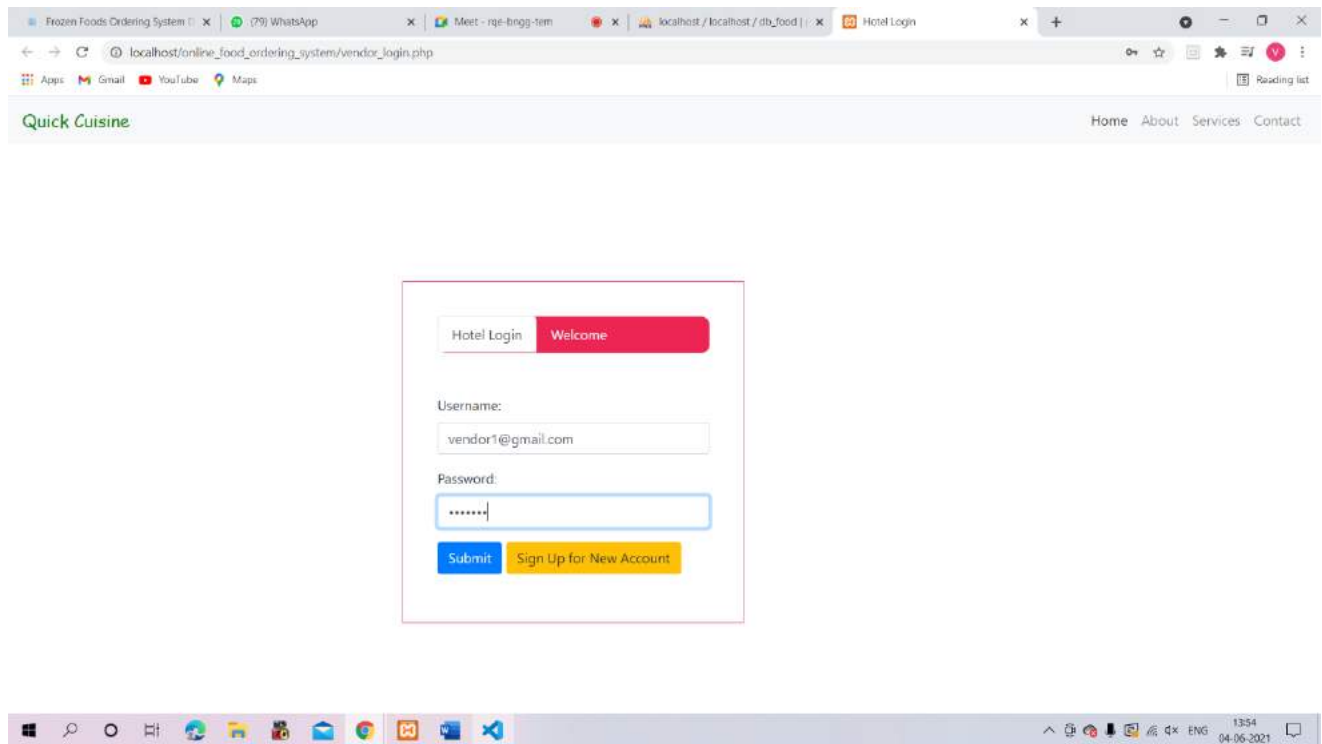 Frozen Foods Ordering System
(79) WhatsApp
Meet - rqe-bngg-tem
localhost / localhost / db_food |
Hotel Login
localhost/online_food_ordering_system/vendor_login.php
V
Apps
Gmail
YouTube
Maps
Reading list
Quick Cuisine
Home
About
Services
Contact
Hotel Login
Welcome
Username:
vendor1@gmail.com
Password:
•••••••
Submit
Sign Up for New Account
ENG
13:54
04-06-2021